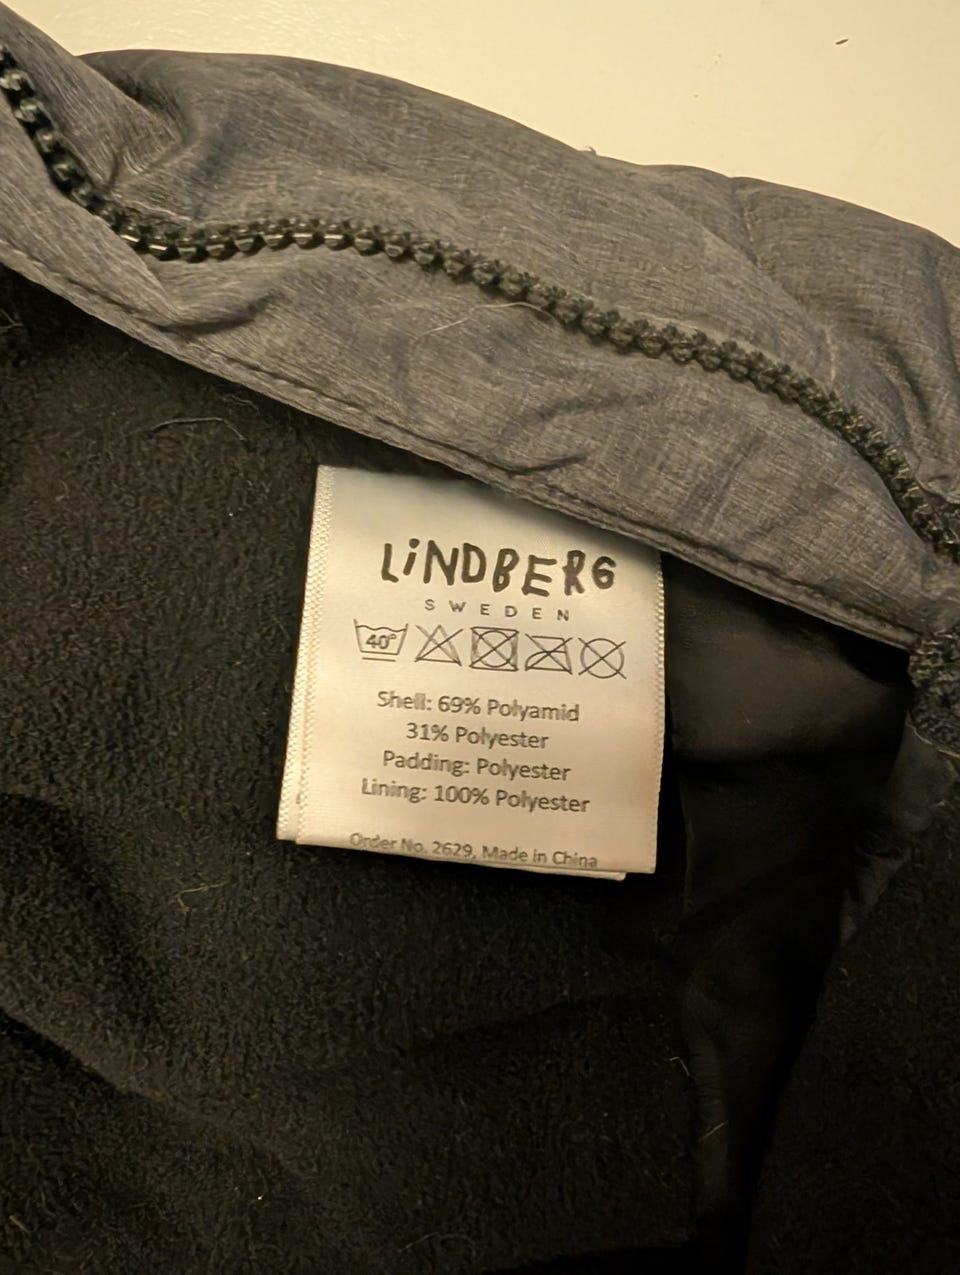 LiNDBERG
SWEDEN
40°
Shell: 69% Polyamid
31% Polyester
Padding: Polyester
Lining: 100% Polyester
Order No. 2629, Made in China